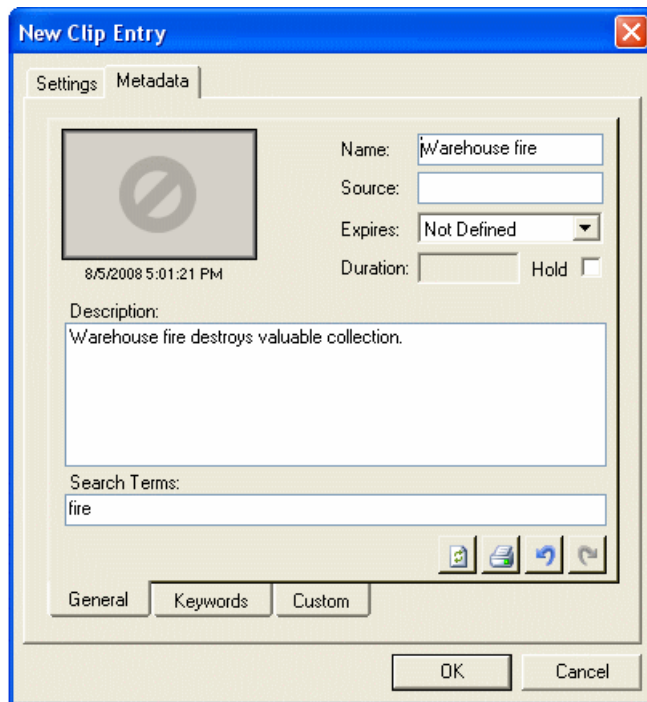 New Clip Entry
Settings Metadata
Name: Warehouse fire
Source:
Expires: Not Defined
8/5/2008 5:01:21 PM
Duration: Hold
Description:
Warehouse fire destroys valuable collection.
Search Terms:
fire
General Keywords Custom
OK Cancel